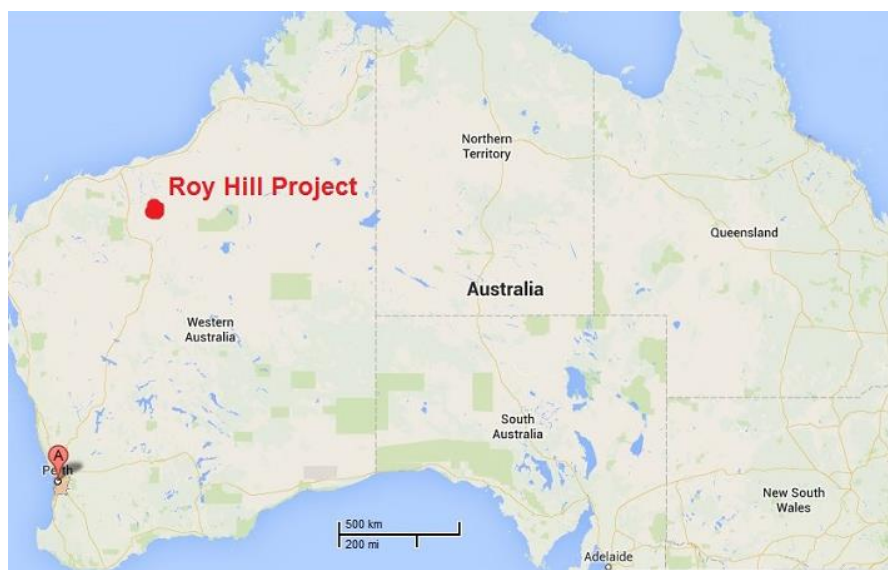 Northern
Territory
Roy Hill Project
Queensland
Australia
Western
Australia
South
Australia
A
Perth
New South
Wales
500 km
200 mi
Adelaide